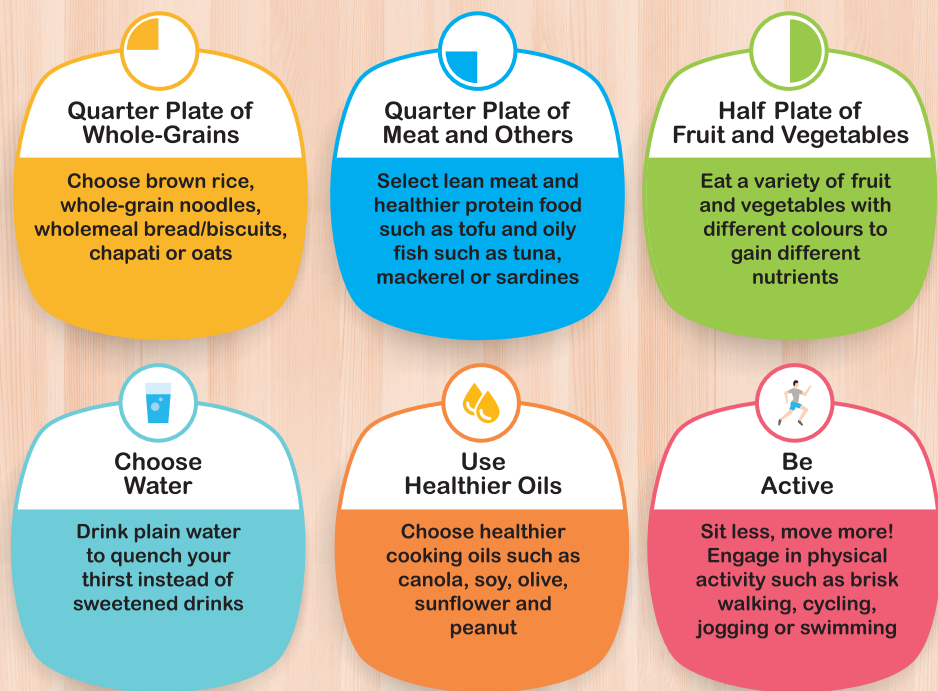 Quarter Plate of
Whole-Grains
Choose brown rice,
whole-grain noodles,
wholemeal bread/biscuits,
chapati or oats
Quarter Plate of
Meat and Others
Select lean meat and
healthier protein food
such as tofu and oily
fish such as tuna,
mackerel or sardines
Half Plate of
Fruit and Vegetables
Eat a variety of fruit
and vegetables with
different colours to
gain different
nutrients
Choose
Water
Drink plain water
to quench your
thirst instead of
sweetened drinks
Use
Healthier Oils
Choose healthier
cooking oils such as
canola, soy, olive,
sunflower and
peanut
Be
Active
Sit less, move more!
Engage in physical
activity such as brisk
walking, cycling,
jogging or swimming